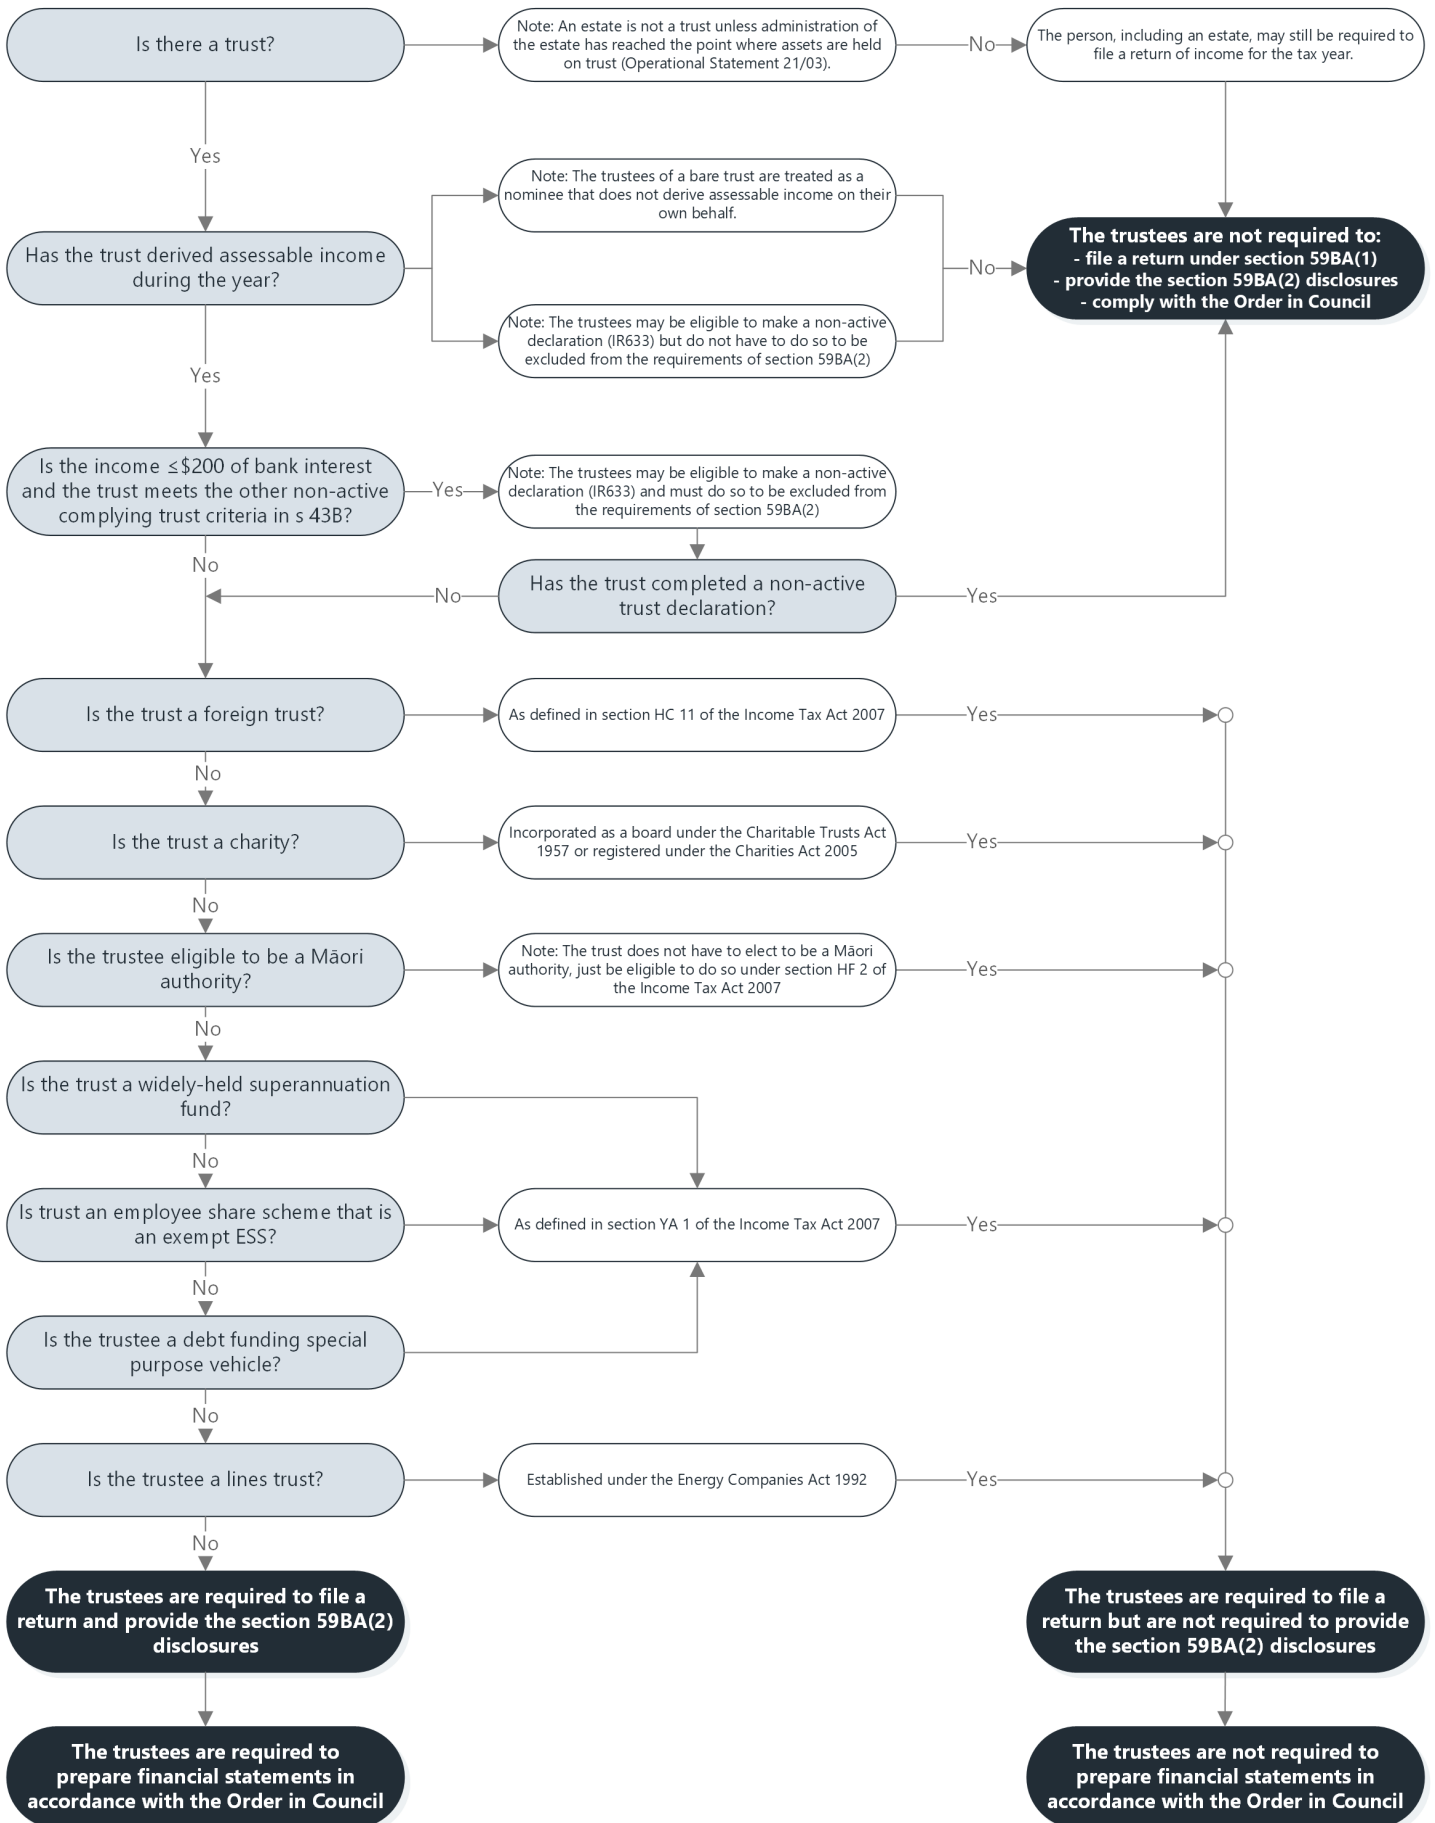 Is there a trust?
Note: An estate is not a trust unless administration of
the estate has reached the point where assets are held
on trust (Operational Statement 21/03).
No
The person, including an estate, may still be required to
file a return of income for the tax year.
Yes
Has the trust derived assessable income
during the year?
Note: The trustees of a bare trust are treated as a
nominee that does not derive assessable income on their
own behalf.
Note: The trustees may be eligible to make a non-active
declaration (IR633) but do not have to do so to be
excluded from the requirements of section 59BA(2)
No
The trustees are not required to:
- file a return under section 59BA(1)
- provide the section 59BA(2) disclosures
- comply with the Order in Council
Yes
Is the income ≤$200 of bank interest
and the trust meets the other non-active
complying trust criteria in s 43B?
Yes
Note: The trustees may be eligible to make a non-active
declaration (IR633) and must do so to be excluded from
the requirements of section 59BA(2)
No
Has the trust completed a non-active
trust declaration?
No
Yes
Is the trust a foreign trust?
As defined in section HC 11 of the Income Tax Act 2007
Yes
No
Is the trust a charity?
Incorporated as a board under the Charitable Trusts Act
1957 or registered under the Charities Act 2005
Yes
No
Is the trustee eligible to be a Māori
authority?
Note: The trust does not have to elect to be a Māori
authority, just be eligible to do so under section HF 2 of
the Income Tax Act 2007
Yes
No
Is the trust a widely-held superannuation
fund?
No
Is trust an employee share scheme that is
an exempt ESS?
As defined in section YA 1 of the Income Tax Act 2007
Yes
No
Is the trustee a debt funding special
purpose vehicle?
No
Is the trustee a lines trust?
Established under the Energy Companies Act 1992
Yes
No
The trustees are required to file a
return and provide the section 59BA(2)
disclosures
The trustees are required to file a
return but are not required to provide
the section 59BA(2) disclosures
The trustees are required to
prepare financial statements in
accordance with the Order in Council
The trustees are not required to
prepare financial statements in
accordance with the Order in Council